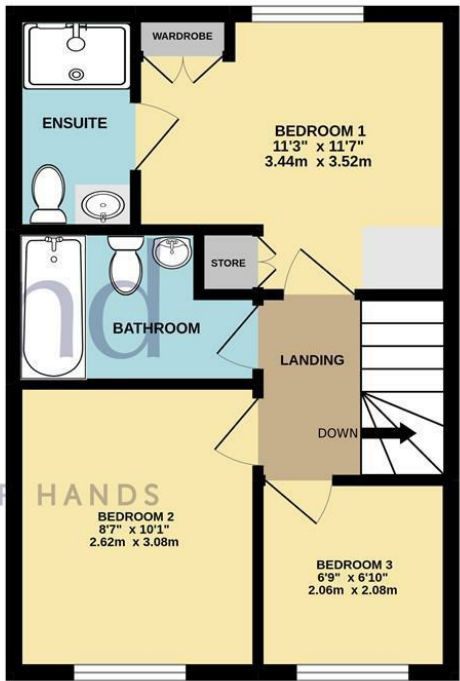 WARDROBE
ENSUITE
BEDROOM 1
11'3" x 11'7"
3.44m x 3.52m
STORE
nd
BATHROOM
LANDING
DOWN
R HANDS
BEDROOM 2
8'7" x 10'1"
2.62m x 3.08m
BEDROOM 3
6'9" x 6'10"
2.06m x 2.08m